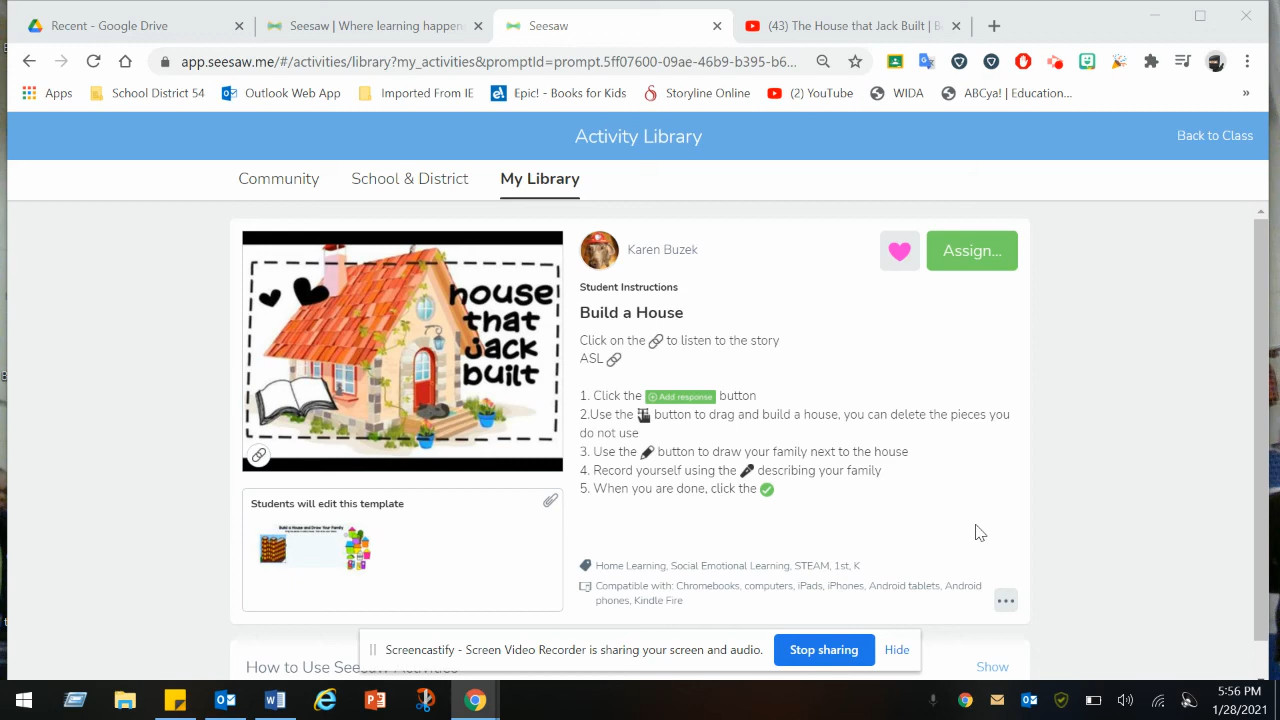 Recent - Google Drive
Seesaw | Where learning happen
Seesaw
(43) The House that Jack Built | B
app.seesaw.me/#/activities/library?my_activities&promptId=prompt.5ff07600-09ae-46b9-b395-b6...
Apps
School District 54
Outlook Web App
Imported From IE
Epic! - Books for Kids
Storyline Online
(2) YouTube
WIDA
ABCya! | Education...
»
Activity Library
Back to Class
Community
School & District
My Library
house
that
Jack
built
Karen Buzek
Assign...
Student Instructions
Build a House
Click on the to listen to the story
ASL
1. Click the Add response button
2.Use the button to drag and build a house, you can delete the pieces you
do not use
3. Use the button to draw your family next to the house
4. Record yourself using the describing your family
5. When you are done, click the
Students will edit this template
Build a House and Draw Your Family
Home Learning, Social Emotional Learning, STEAM, 1st, K
Compatible with: Chromebooks, computers, iPads, iPhones, Android tablets, Android
phones, Kindle Fire
Screencastify - Screen Video Recorder is sharing your screen and audio.
Stop sharing
Hide
How to Use Seesaw Activities
Show
5:56 PM
1/28/2021